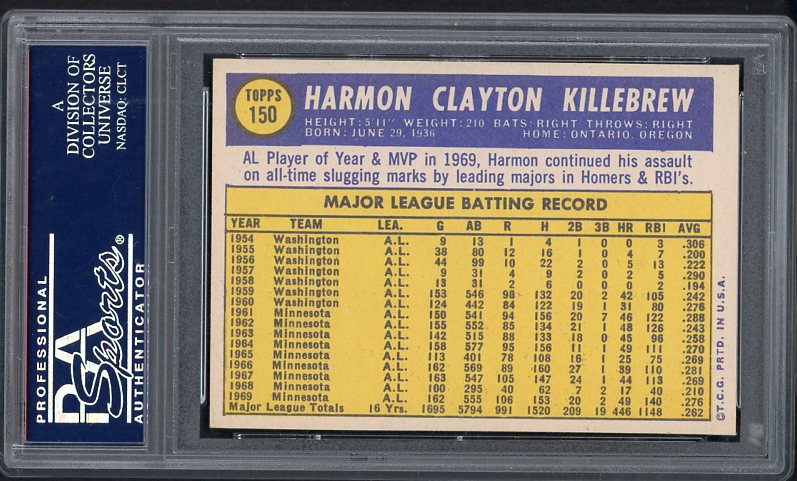 A
DIVISION OF
COLLECTORS
UNIVERSE
NASDAQ: CLCT
PROFESSIONAL
PSA
Sports®
AUTHENTICATOR
TOPPS
150
HARMON CLAYTON KILLEBREW
HEIGHT: 5'11" WEIGHT: 210 BATS: RIGHT THROWS: RIGHT
BORN: JUNE 29, 1936 HOME: ONTARIO, OREGON
AL Player of Year & MVP in 1969, Harmon continued his assault
on all-time slugging marks by leading majors in Homers & RBI's.
MAJOR LEAGUE BATTING RECORD
YEAR TEAM LEA. G AB R H 2B 3B HR RBI AVG
1954 Washington A.L. 9 13 1 4 1 0 0 3 .306
1955 Washington A.L. 38 80 12 16 1 0 4 7 .200
1956 Washington A.L. 44 99 10 22 2 0 5 13 .222
1957 Washington A.L. 9 31 4 9 2 0 2 5 .290
1958 Washington A.L. 13 31 2 6 0 0 0 2 .194
1959 Washington A.L. 153 546 98 132 20 2 42 105 .242
1960 Washington A.L. 124 442 84 122 19 1 31 80 .276
1961 Minnesota A.L. 150 541 94 156 20 7 46 122 .288
1962 Minnesota A.L. 155 552 85 134 21 1 48 126 .243
1963 Minnesota A.L. 142 515 88 133 18 0 45 96 .258
1964 Minnesota A.L. 158 577 95 156 11 1 49 111 .270
1965 Minnesota A.L. 113 401 78 108 16 1 25 75 .269
1966 Minnesota A.L. 162 569 89 160 27 1 39 110 .281
1967 Minnesota A.L. 163 547 105 147 24 1 44 113 .269
1968 Minnesota A.L. 100 295 40 62 7 2 17 40 .210
1969 Minnesota A.L. 162 555 106 153 20 2 49 140 .276
Major League Totals 16 Yrs. 1695 5794 991 1520 209 19 446 1148 .262
©T.C.G. PRTD. IN U.S.A.